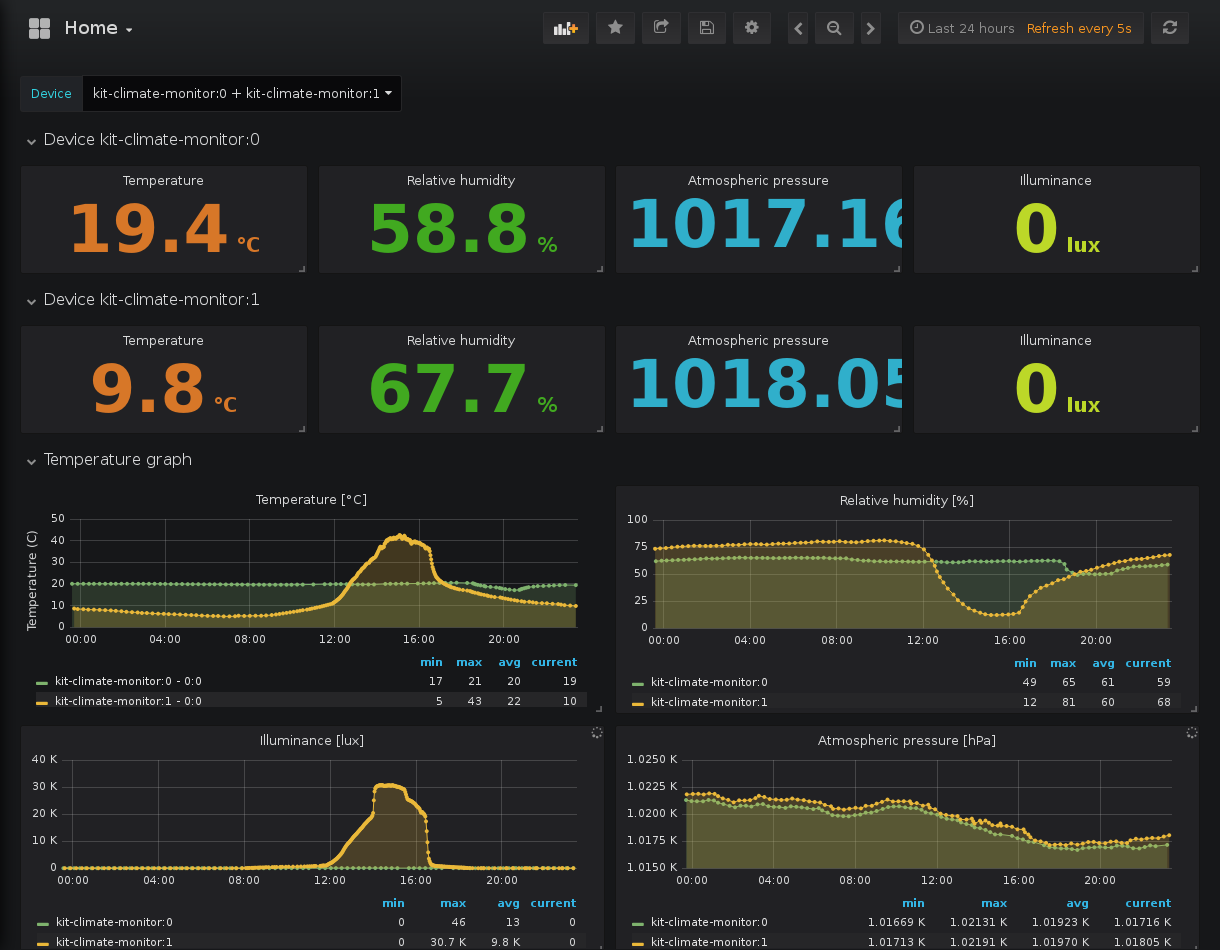 Home
Last 24 hours Refresh every 5s
Device kit-climate-monitor:0 + kit-climate-monitor:1
Device kit-climate-monitor:0
Temperature Relative humidity Atmospheric pressure Illuminance
19.4 °C 58.8 % 1017.16 0 lux
Device kit-climate-monitor:1
Temperature Relative humidity Atmospheric pressure Illuminance
9.8 °C 67.7 % 1018.05 0 lux
Temperature graph
Temperature [°C]
Temperature (C)
50
40
30
20
10
0
00:00 04:00 08:00 12:00 16:00 20:00
min max avg current
kit-climate-monitor:0 - 0:0 17 21 20 19
kit-climate-monitor:1 - 0:0 5 43 22 10
Relative humidity [%]
100
75
50
25
0
00:00 04:00 08:00 12:00 16:00 20:00
min max avg current
kit-climate-monitor:0 49 65 61 59
kit-climate-monitor:1 12 81 60 68
Illuminance [lux]
40 K
30 K
20 K
10 K
0
00:00 04:00 08:00 12:00 16:00 20:00
min max avg current
kit-climate-monitor:0 0 46 13 0
kit-climate-monitor:1 0 30.7 K 9.8 K 0
Atmospheric pressure [hPa]
1.0250 K
1.0225 K
1.0200 K
1.0175 K
1.0150 K
00:00 04:00 08:00 12:00 16:00 20:00
min max avg current
kit-climate-monitor:0 1.01669 K 1.02131 K 1.01923 K 1.01716 K
kit-climate-monitor:1 1.01713 K 1.02191 K 1.01970 K 1.01805 K